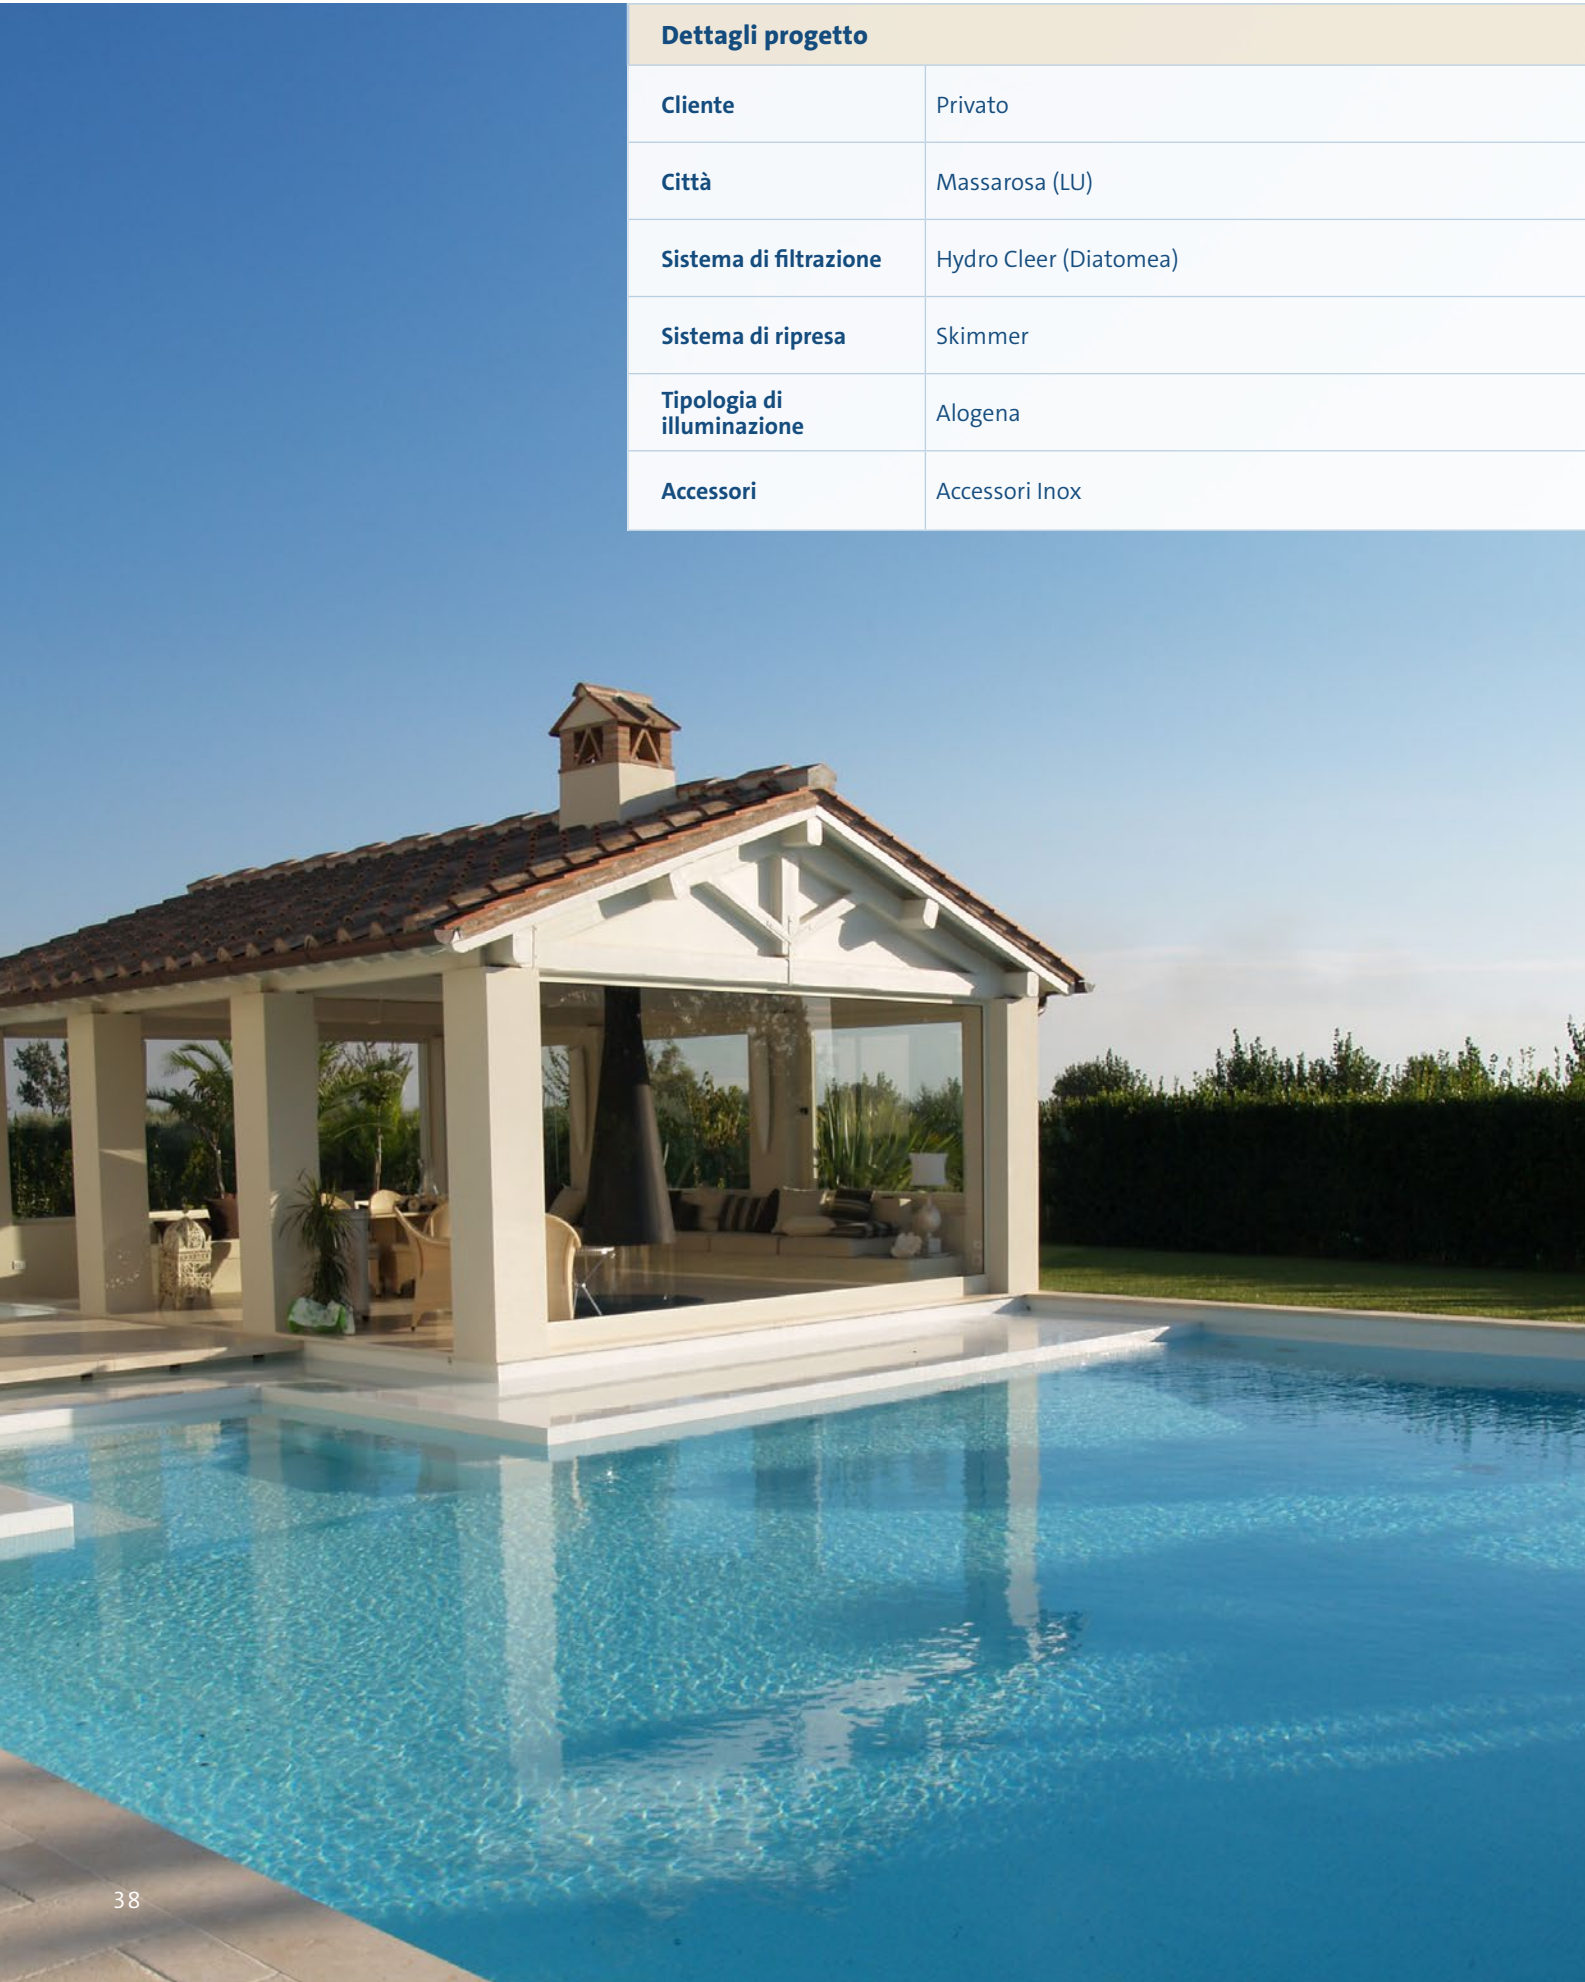 Dettagli progetto
Cliente Privato
Città Massarosa (LU)
Sistema di filtrazione Hydro Cleer (Diatomea)
Sistema di ripresa Skimmer
Tipologia di
illuminazione Alogena
Accessori Accessori Inox
38